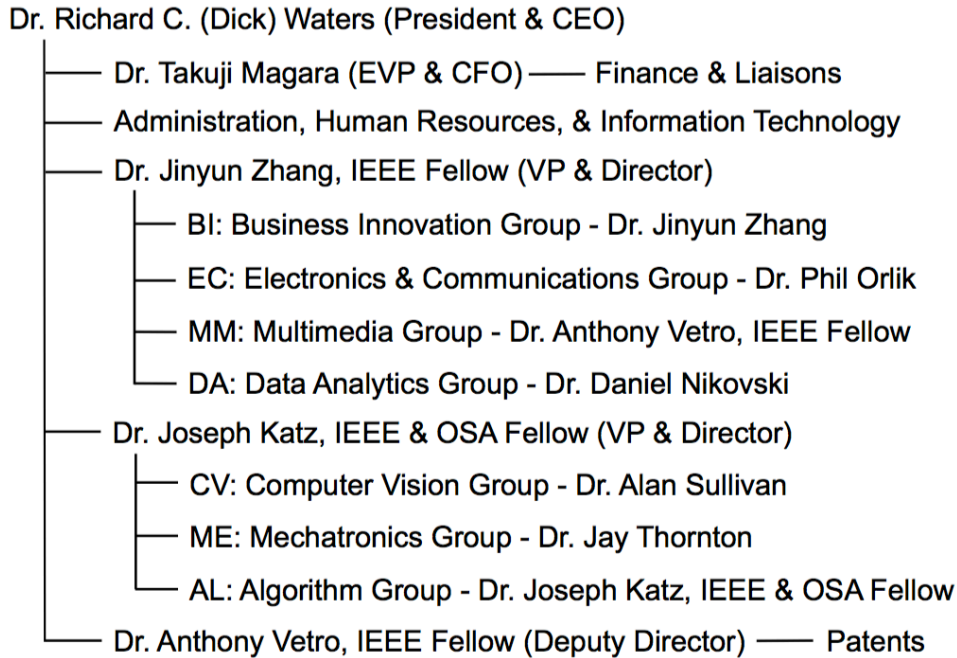 Dr. Richard C. (Dick) Waters (President & CEO)
Dr. Takuji Magara (EVP & CFO) Finance & Liaisons
Administration, Human Resources, & Information Technology
Dr. Jinyun Zhang, IEEE Fellow (VP & Director)
BI: Business Innovation Group - Dr. Jinyun Zhang
EC: Electronics & Communications Group - Dr. Phil Orlik
MM: Multimedia Group - Dr. Anthony Vetro, IEEE Fellow
DA: Data Analytics Group - Dr. Daniel Nikovski
Dr. Joseph Katz, IEEE & OSA Fellow (VP & Director)
CV: Computer Vision Group - Dr. Alan Sullivan
ME: Mechatronics Group - Dr. Jay Thornton
AL: Algorithm Group - Dr. Joseph Katz, IEEE & OSA Fellow
Dr. Anthony Vetro, IEEE Fellow (Deputy Director) Patents